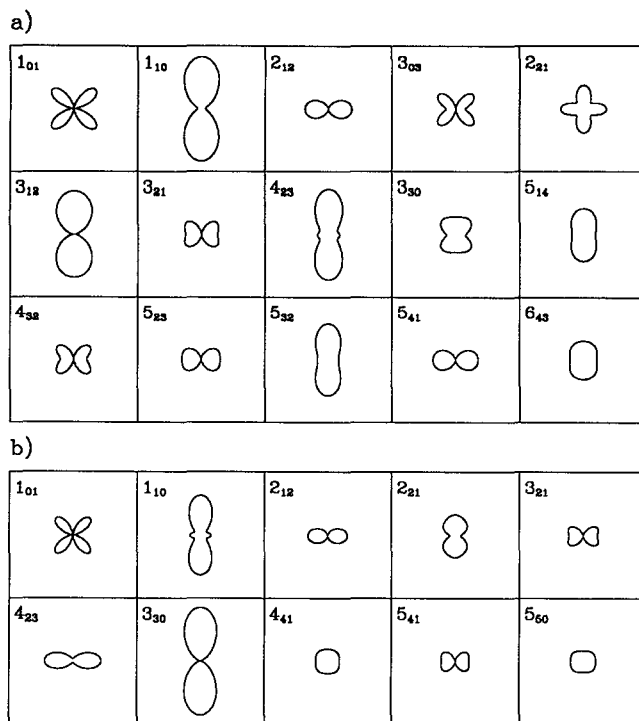 a)
1₀₁ 1₁₀ 2₁₂ 3₀₃ 2₂₁
3₁₂ 3₂₁ 4₂₃ 3₃₀ 5₁₄
4₃₂ 5₂₃ 5₃₂ 5₄₁ 6₄₃
b)
1₀₁ 1₁₀ 2₁₂ 2₂₁ 3₂₁
4₂₃ 3₃₀ 4₄₁ 5₄₁ 5₅₀